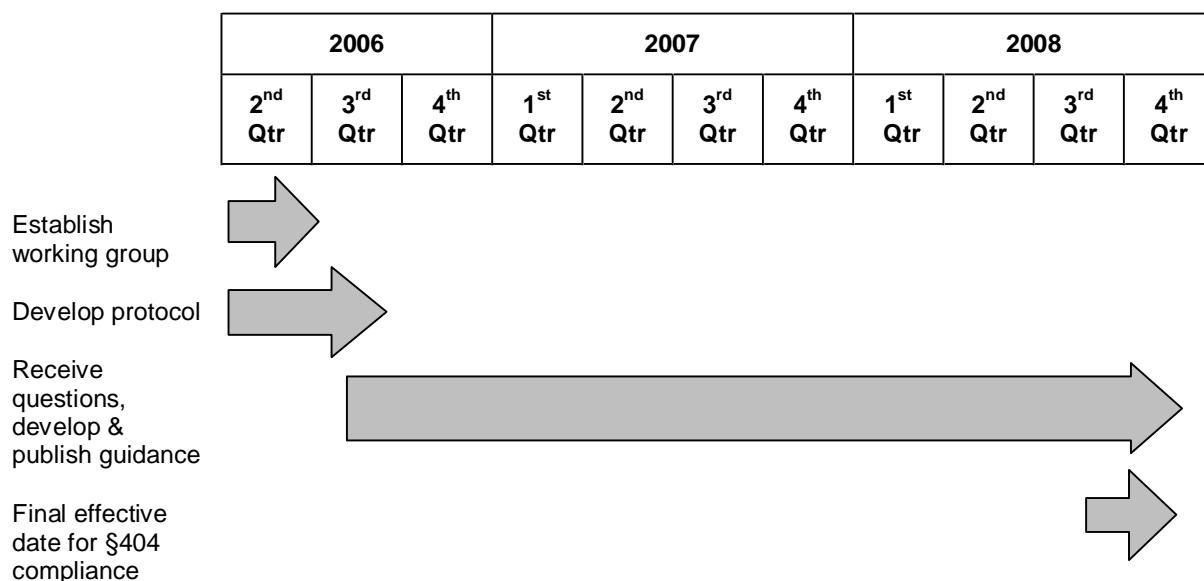 2006 2007 2008
2nd 3rd 4th 1st 2nd 3rd 4th 1st 2nd 3rd 4th
Qtr Qtr Qtr Qtr Qtr Qtr Qtr Qtr Qtr Qtr Qtr
Establish
working group
Develop protocol
Receive
questions,
develop &
publish guidance
Final effective
date for §404
compliance